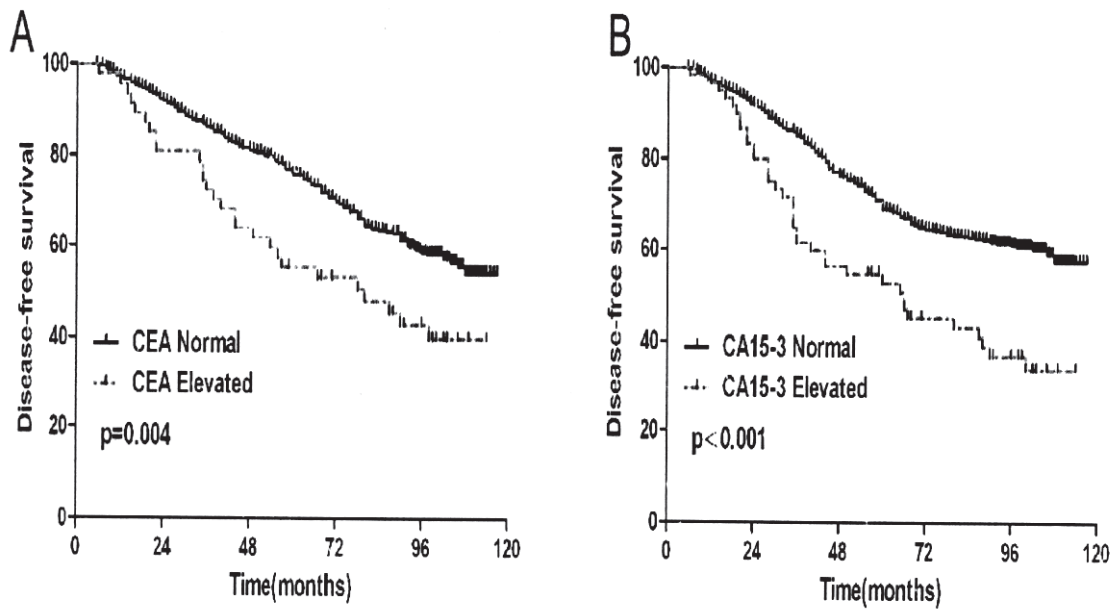 A
Disease-free survival
100
80
60
40
20
0
CEA Normal
CEA Elevated
p=0.004
0 24 48 72 96 120
Time(months)
B
Disease-free survival
100
80
60
40
20
0
CA15-3 Normal
CA15-3 Elevated
p<0.001
0 24 48 72 96 120
Time(months)